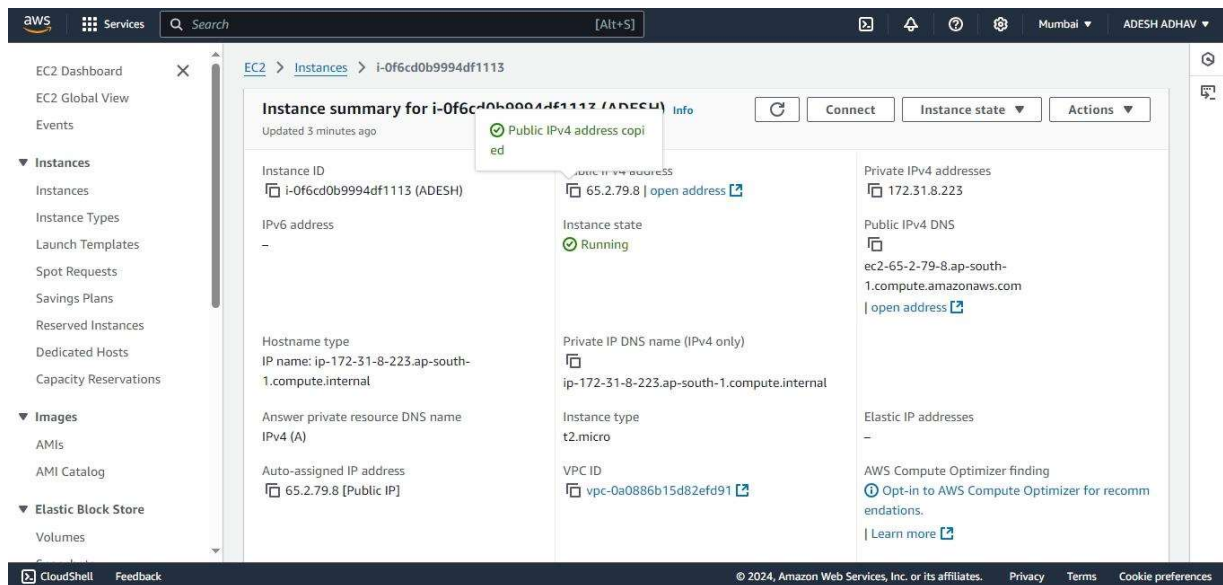 aws
Services
Search
[Alt+S]
Mumbai ▼
ADESH ADHAV ▼
EC2 Dashboard
EC2 Global View
Events
▼ Instances
Instances
Instance Types
Launch Templates
Spot Requests
Savings Plans
Reserved Instances
Dedicated Hosts
Capacity Reservations
▼ Images
AMIs
AMI Catalog
▼ Elastic Block Store
Volumes
EC2 > Instances > i-0f6cd0b9994df1113
Instance summary for i-0f6cd0b9994df1113 (ADESH) Info
Updated 3 minutes ago
Connect
Instance state ▼
Actions ▼
Public IPv4 address copi
ed
Instance ID
i-0f6cd0b9994df1113 (ADESH)
Public IPv4 address
65.2.79.8 | open address
Private IPv4 addresses
172.31.8.223
IPv6 address
–
Instance state
Running
Public IPv4 DNS
ec2-65-2-79-8.ap-south-
1.compute.amazonaws.com
| open address
Hostname type
IP name: ip-172-31-8-223.ap-south-
1.compute.internal
Private IP DNS name (IPv4 only)
ip-172-31-8-223.ap-south-1.compute.internal
Answer private resource DNS name
IPv4 (A)
Instance type
t2.micro
Elastic IP addresses
–
Auto-assigned IP address
65.2.79.8 [Public IP]
VPC ID
vpc-0a0886b15d82efd91
AWS Compute Optimizer finding
Opt-in to AWS Compute Optimizer for recomm
endations.
| Learn more
CloudShell
Feedback
© 2024, Amazon Web Services, Inc. or its affiliates.
Privacy
Terms
Cookie preferences